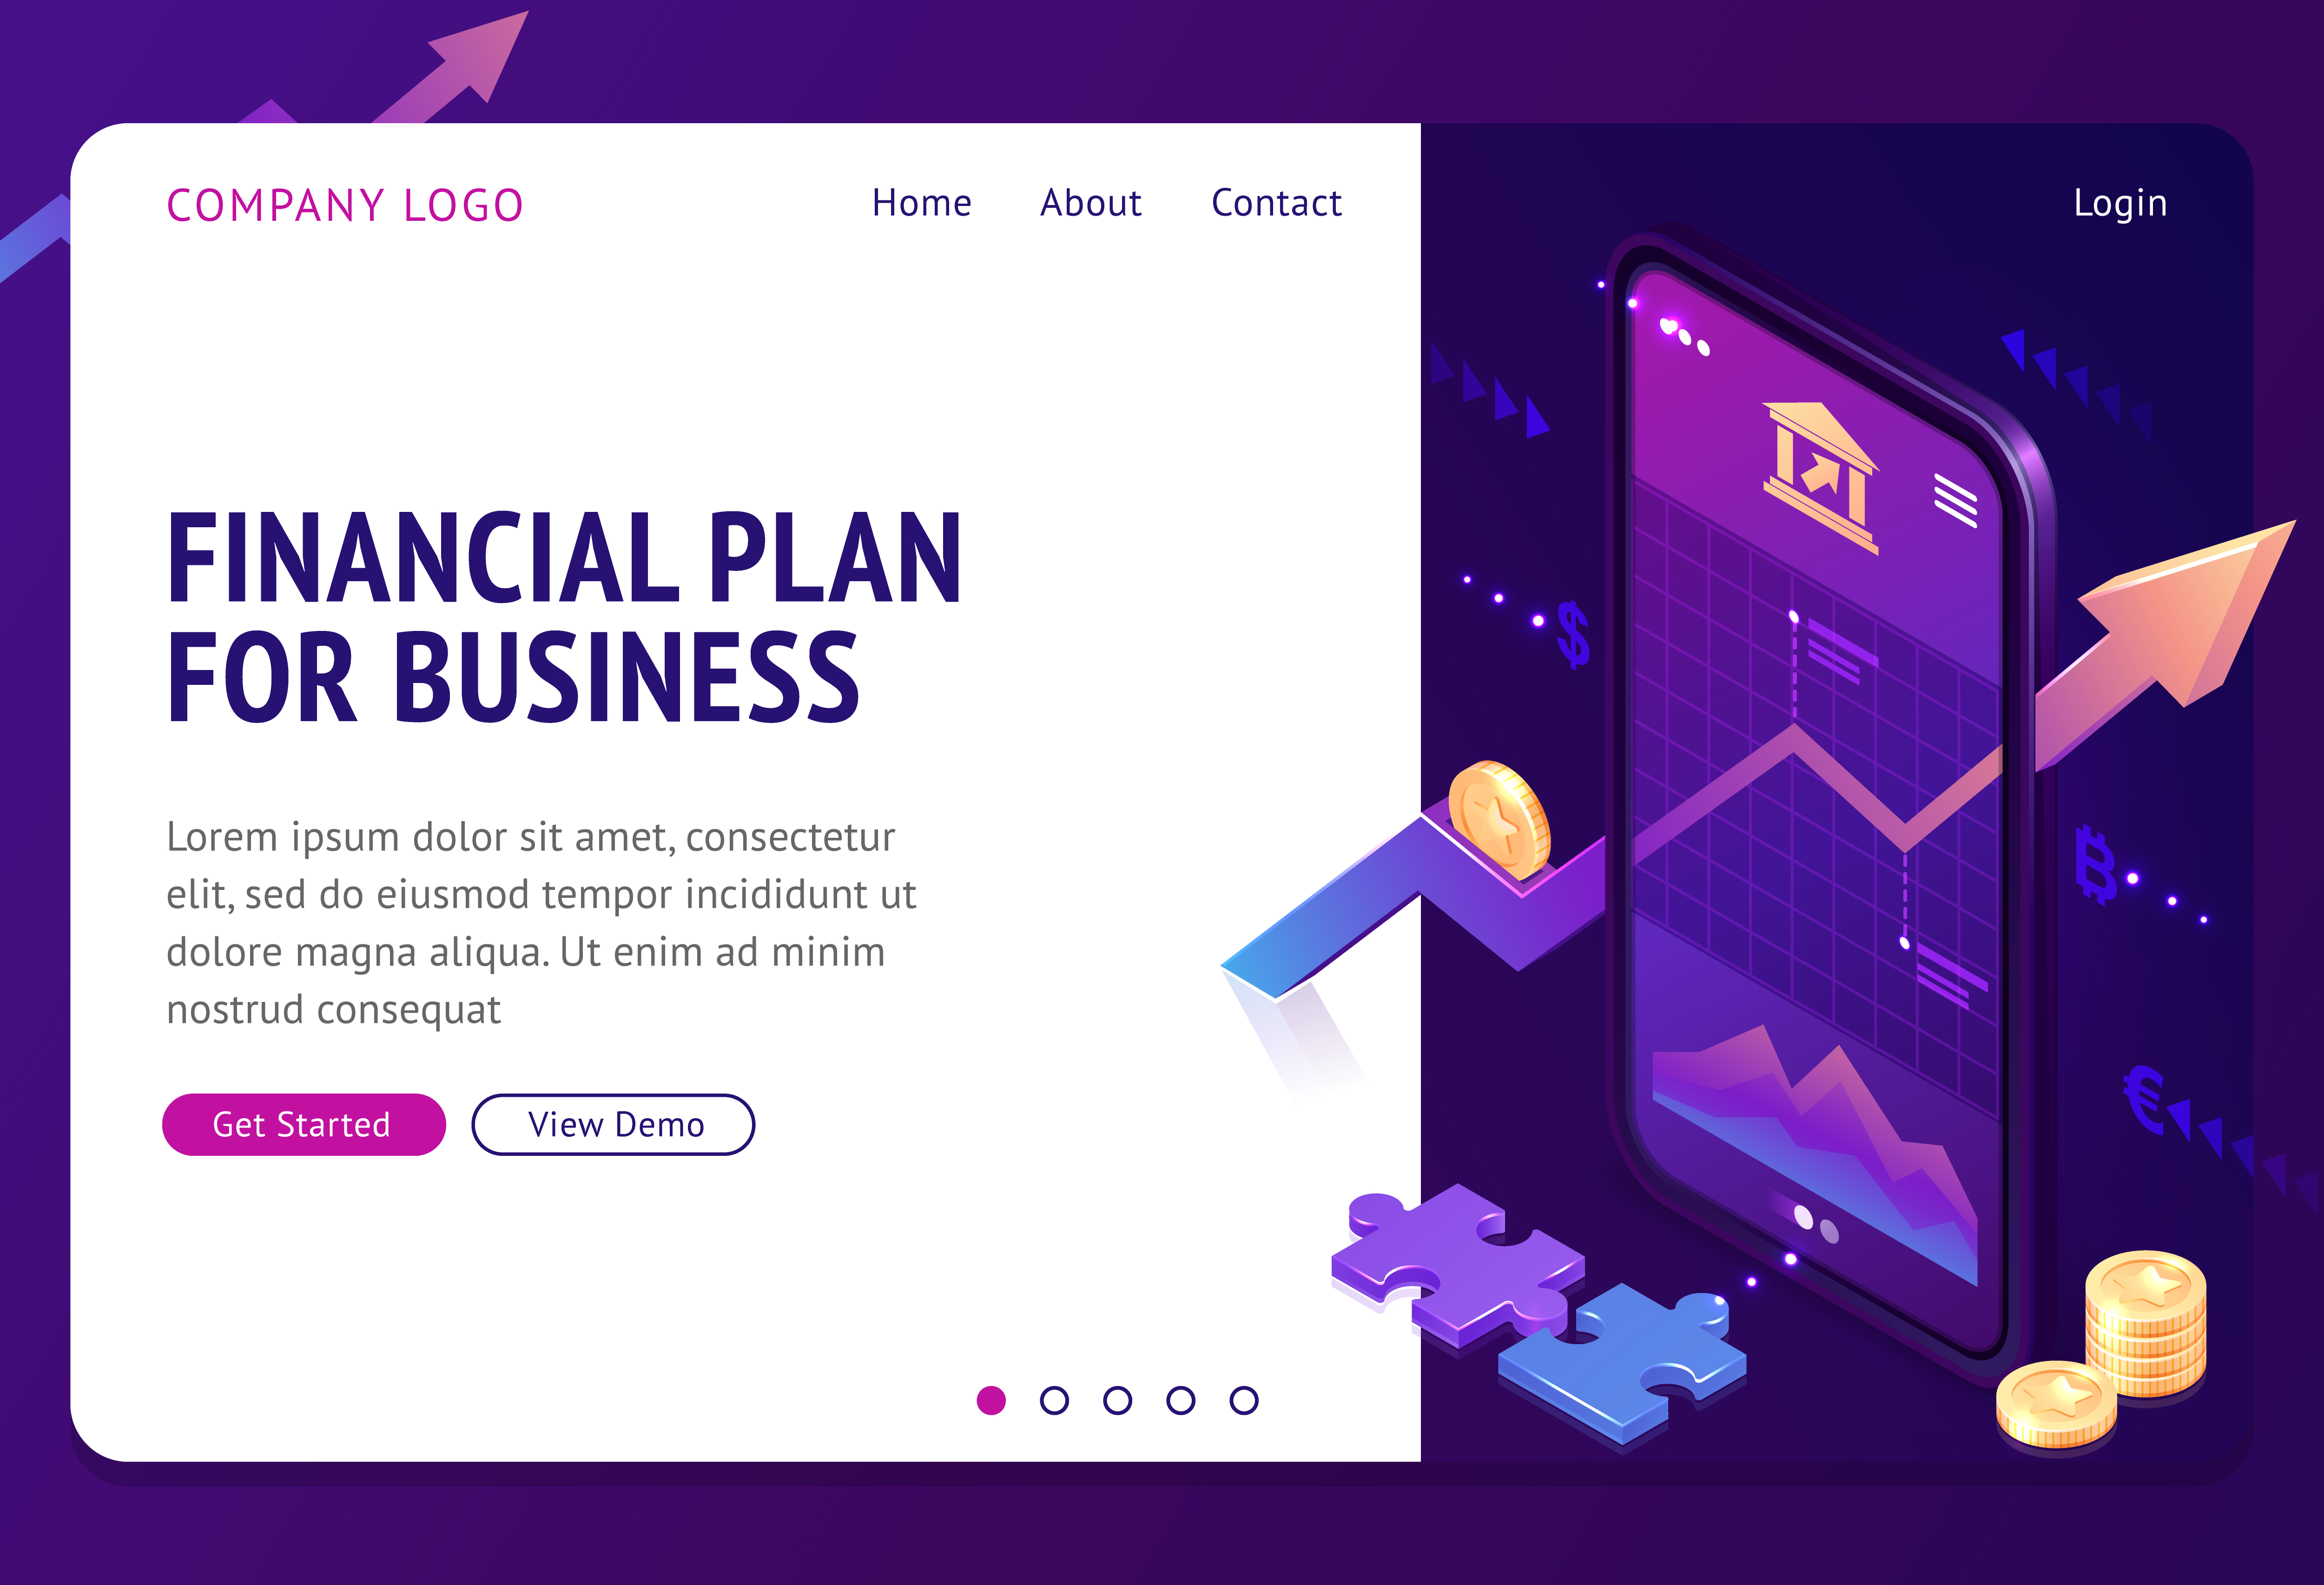 COMPANY LOGO
Home
About
Contact
Login
FINANCIAL PLAN
FOR BUSINESS
Lorem ipsum dolor sit amet, consectetur
elit, sed do eiusmod tempor incididunt ut
dolore magna aliqua. Ut enim ad minim
nostrud consequat
Get Started
View Demo
$
₿
€